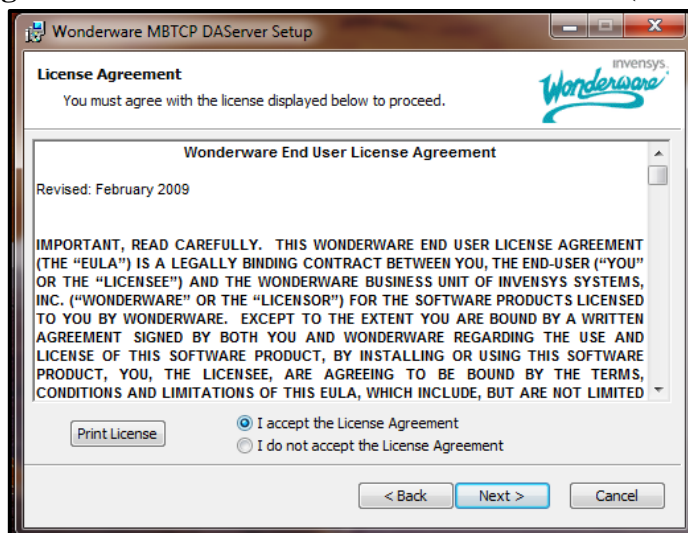 Wonderware MBTCP DAServer Setup
License Agreement
You must agree with the license displayed below to proceed.
invensys.
Wonderware
Wonderware End User License Agreement
Revised: February 2009
IMPORTANT, READ CAREFULLY. THIS WONDERWARE END USER LICENSE AGREEMENT
(THE “EULA”) IS A LEGALLY BINDING CONTRACT BETWEEN YOU, THE END-USER (“YOU”
OR THE “LICENSEE”) AND THE WONDERWARE BUSINESS UNIT OF INVENSYS SYSTEMS,
INC. (“WONDERWARE” OR THE “LICENSOR”) FOR THE SOFTWARE PRODUCTS LICENSED
TO YOU BY WONDERWARE. EXCEPT TO THE EXTENT YOU ARE BOUND BY A WRITTEN
AGREEMENT SIGNED BY BOTH YOU AND WONDERWARE REGARDING THE USE AND
LICENSE OF THIS SOFTWARE PRODUCT, BY INSTALLING OR USING THIS SOFTWARE
PRODUCT, YOU, THE LICENSEE, ARE AGREEING TO BE BOUND BY THE TERMS,
CONDITIONS AND LIMITATIONS OF THIS EULA, WHICH INCLUDE, BUT ARE NOT LIMITED
Print License
I accept the License Agreement
I do not accept the License Agreement
< Back
Next >
Cancel